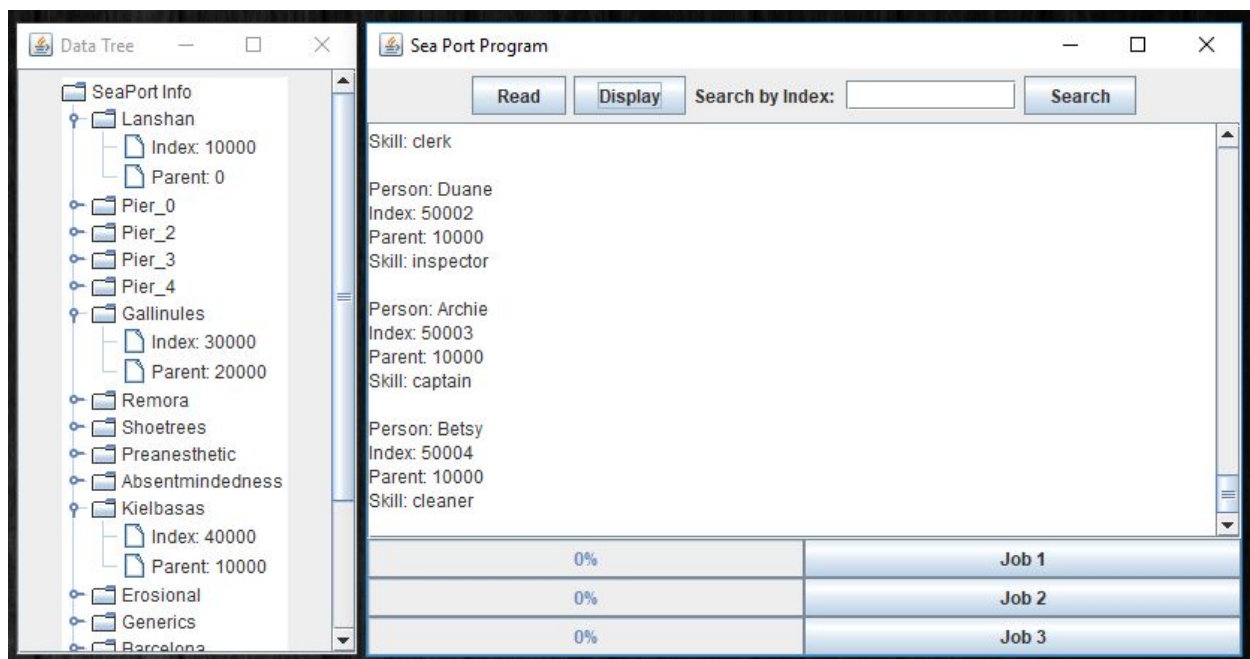 Data Tree
SeaPort Info
Lanshan
Index: 10000
Parent: 0
Pier_0
Pier_2
Pier_3
Pier_4
Gallinules
Index: 30000
Parent: 20000
Remora
Shoetrees
Preanesthetic
Absentmindedness
Kielbasas
Index: 40000
Parent: 10000
Erosional
Generics
Barcelona
Sea Port Program
Read Display Search by Index: Search
Skill: clerk
Person: Duane
Index: 50002
Parent: 10000
Skill: inspector
Person: Archie
Index: 50003
Parent: 10000
Skill: captain
Person: Betsy
Index: 50004
Parent: 10000
Skill: cleaner
0% Job 1
0% Job 2
0% Job 3